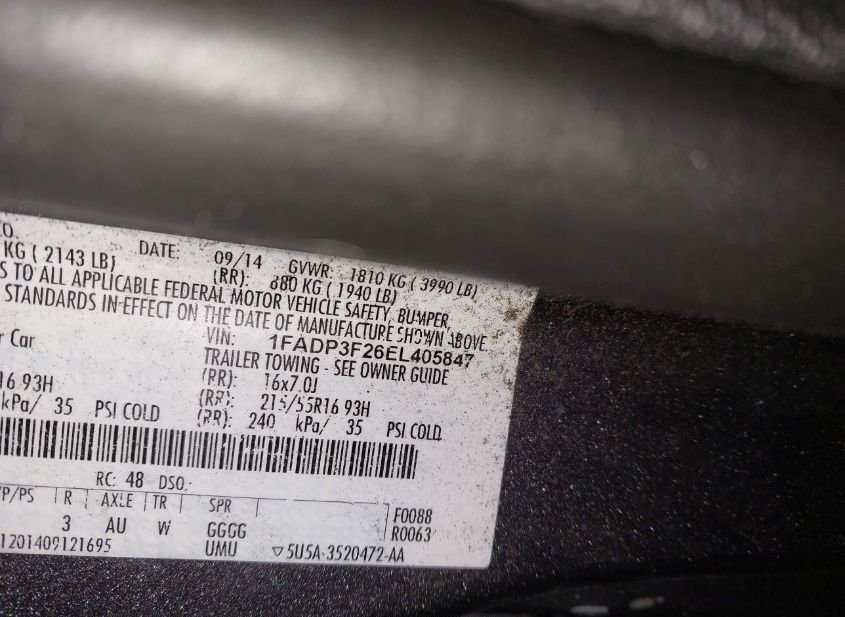 CO.
DATE: 09/14 GVWR: 1810 KG ( 3990 LB)
KG ( 2143 LB) (RR): 880 KG ( 1940 LB)
S TO ALL APPLICABLE FEDERAL MOTOR VEHICLE SAFETY, BUMPER,
STANDARDS IN EFFECT ON THE DATE OF MANUFACTURE SHOWN ABOVE.
VIN: 1FADP3F26EL405847
r Car TRAILER TOWING - SEE OWNER GUIDE
(RR): 16x7.0J
16 93H (RR): 215/55R16 93H
kPa/ 35 PSI COLD (RR): 240 kPa/ 35 PSI COLD
RC: 48 DSO:
P/PS R AXLE TR SPR
3 AU W GGGG F0088
UMU R0063
1201409121695 ▽5U5A-3520472-AA